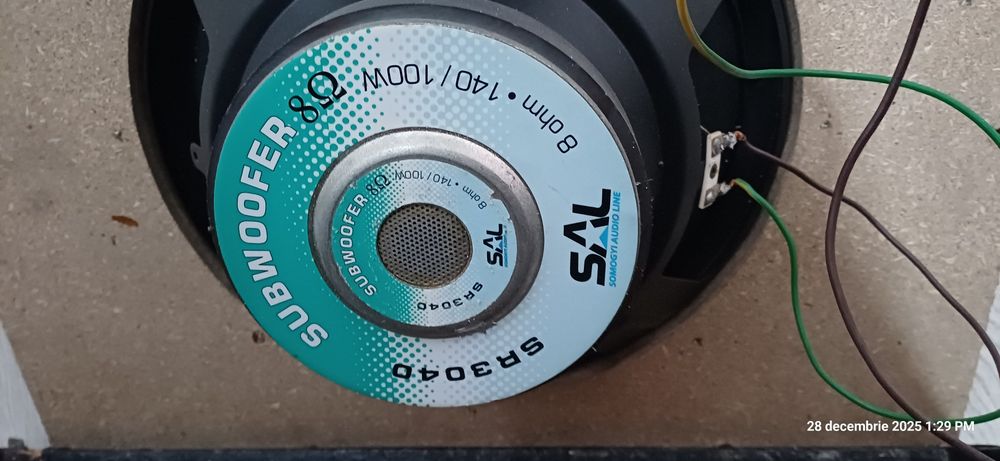 SUBWOOFER
8Ω
8 ohm • 140 / 100W
SAL
SOMOGYI AUDIO LINE
SR3040
SUBWOOFER
8Ω
8 ohm • 140 / 100W
SAL
SR3040
28 decembrie 2025 1:29 PM